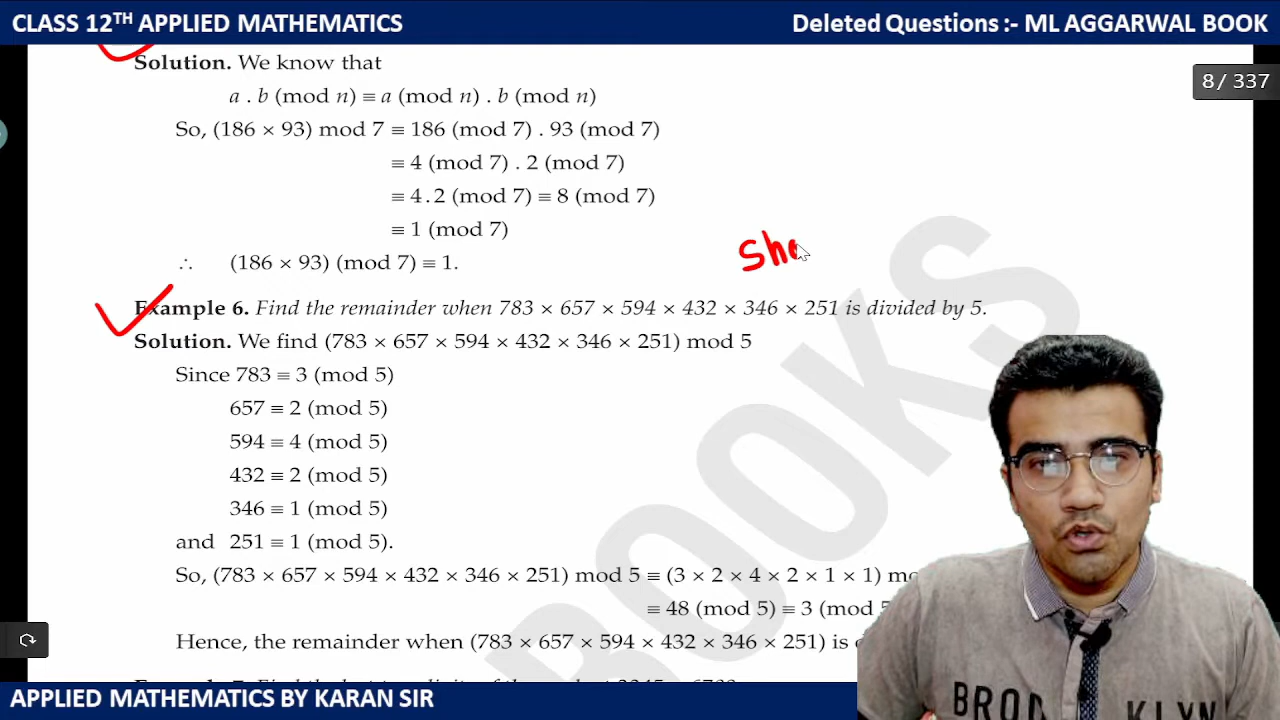 CLASS 12TH APPLIED MATHEMATICS
Deleted Questions :- ML AGGARWAL BOOK
8 / 337
Solution. We know that
a . b (mod n) ≡ a (mod n) . b (mod n)
So, (186 × 93) mod 7 ≡ 186 (mod 7) . 93 (mod 7)
≡ 4 (mod 7) . 2 (mod 7)
≡ 4 . 2 (mod 7) ≡ 8 (mod 7)
≡ 1 (mod 7)
∴ (186 × 93) (mod 7) ≡ 1.
Example 6. Find the remainder when 783 × 657 × 594 × 432 × 346 × 251 is divided by 5.
Solution. We find (783 × 657 × 594 × 432 × 346 × 251) mod 5
Since 783 ≡ 3 (mod 5)
657 ≡ 2 (mod 5)
594 ≡ 4 (mod 5)
432 ≡ 2 (mod 5)
346 ≡ 1 (mod 5)
and 251 ≡ 1 (mod 5).
So, (783 × 657 × 594 × 432 × 346 × 251) mod 5 ≡ (3 × 2 × 4 × 2 × 1 × 1)
≡ 48 (mod 5) ≡ 3 (mod
Hence, the remainder when (783 × 657 × 594 × 432 × 346 × 251) is
BOOKS
BRO KLYN
APPLIED MATHEMATICS BY KARAN SIR